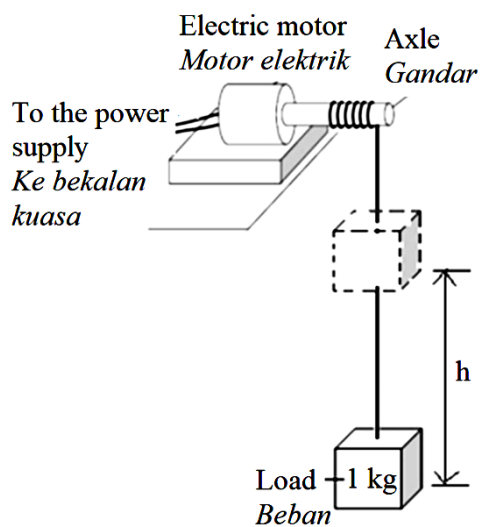 Electric motor
Motor elektrik
Axle
Gandar
To the power
supply
Ke bekalan
kuasa
h
Load
1 kg
Beban